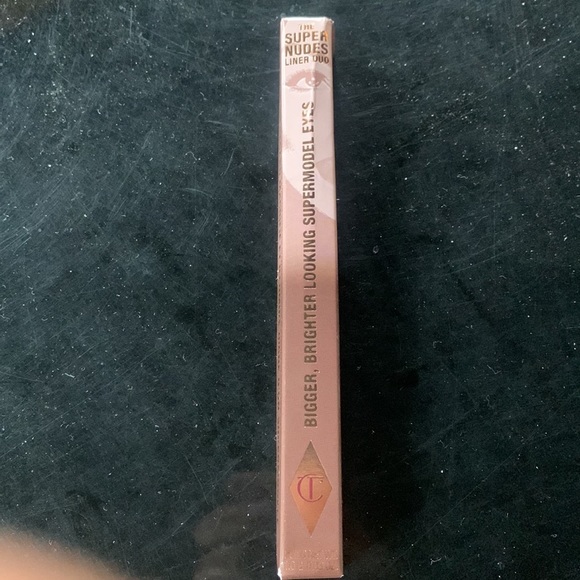 THE
SUPER
NUDES
LINER DUO
BIGGER, BRIGHTER LOOKING SUPERMODEL EYES
CT